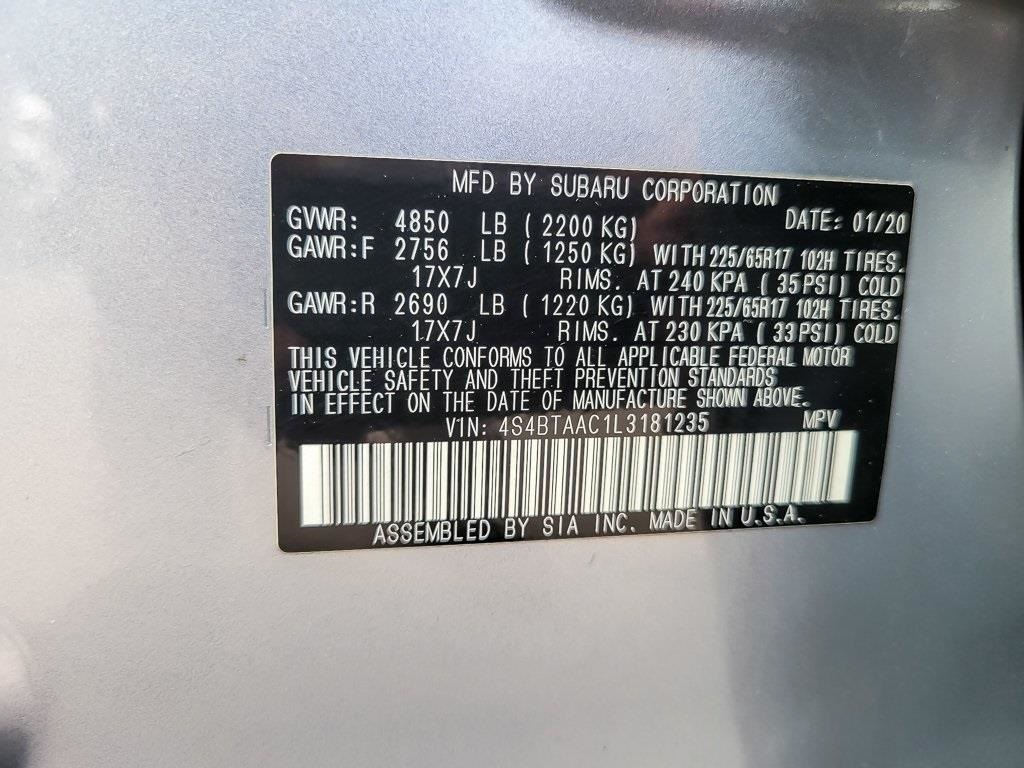 MFD BY SUBARU CORPORATION
GVWR: 4850 LB ( 2200 KG) DATE: 01/20
GAWR:F 2756 LB ( 1250 KG) WITH 225/65R17 102H TIRES.
17X7J RIMS. AT 240 KPA ( 35 PSI) COLD
GAWR:R 2690 LB ( 1220 KG) WITH 225/65R17 102H TIRES.
17X7J RIMS. AT 230 KPA ( 33 PSI) COLD
THIS VEHICLE CONFORMS TO ALL APPLICABLE FEDERAL MOTOR
VEHICLE SAFETY AND THEFT PREVENTION STANDARDS
IN EFFECT ON THE DATE OF MANUFACTURE SHOWN ABOVE.
VIN: 4S4BTAAC1L3181235 MPV
ASSEMBLED BY SIA INC. MADE IN U.S.A.